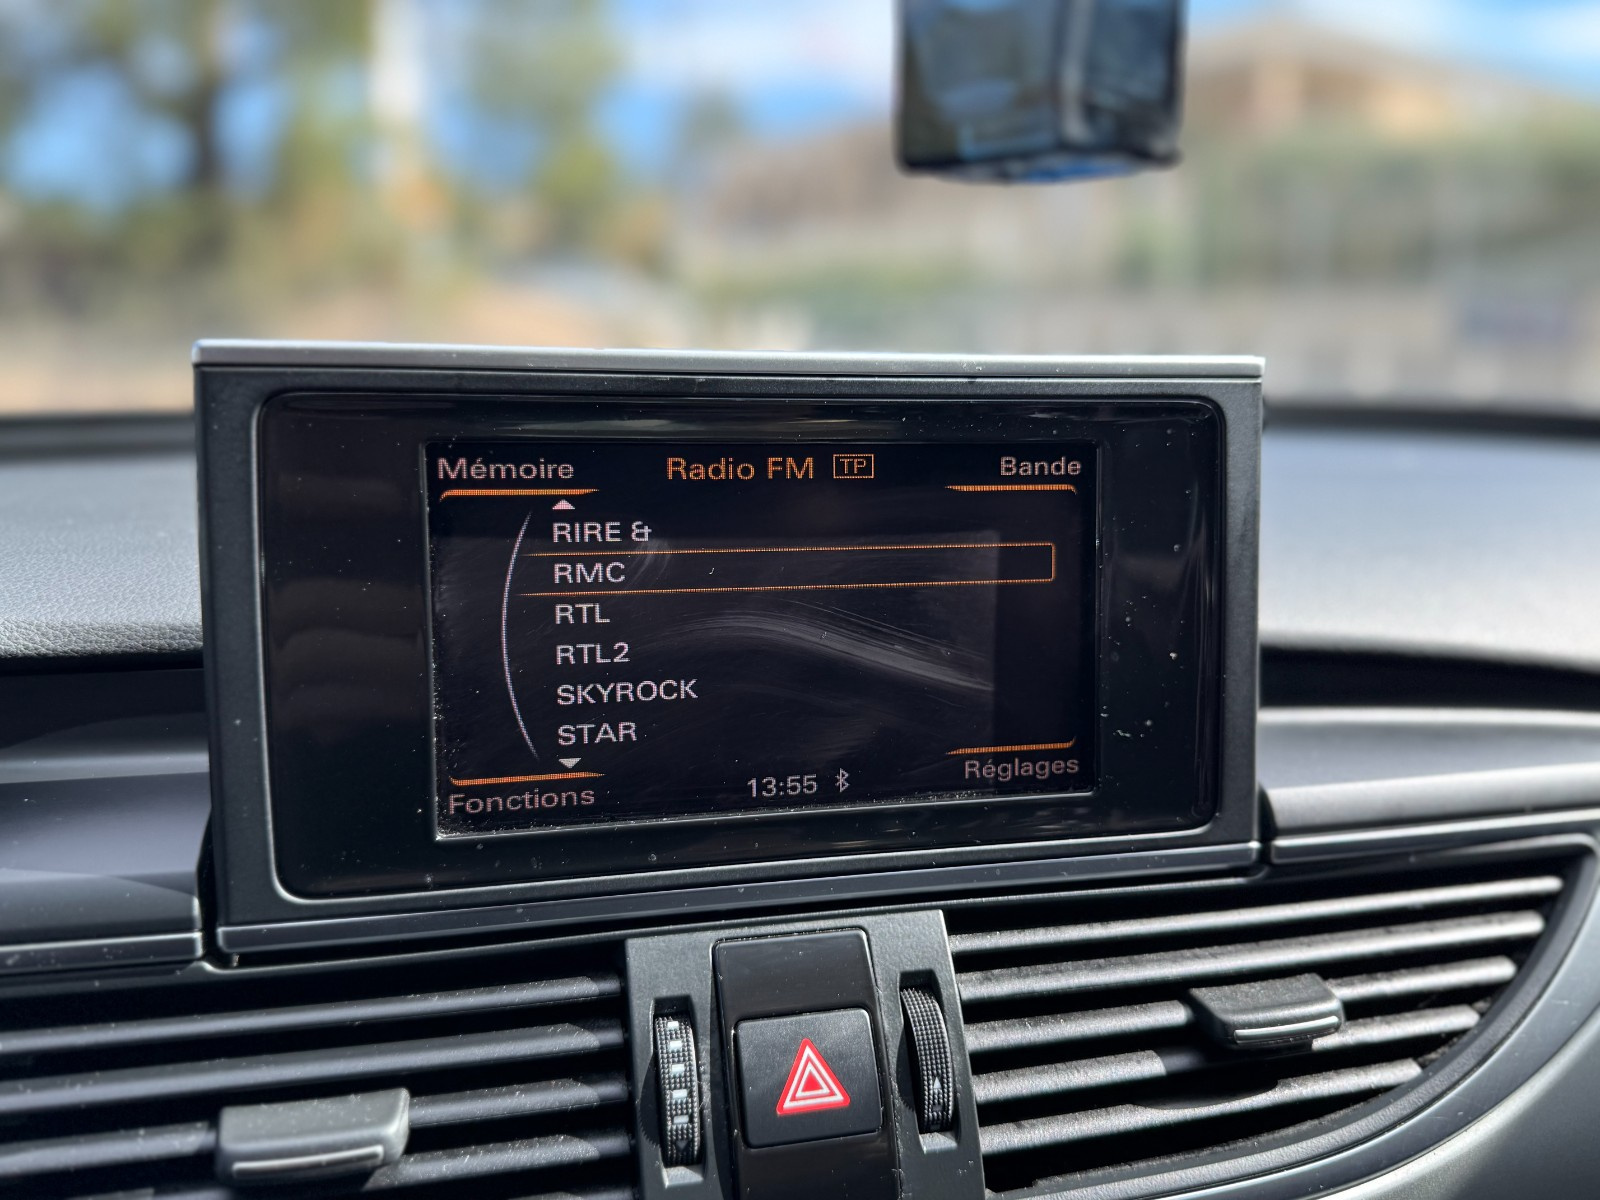 Mémoire Radio FM TP Bande
RIRE &
RMC
RTL
RTL2
SKYROCK
STAR
Fonctions 13:55 Réglages